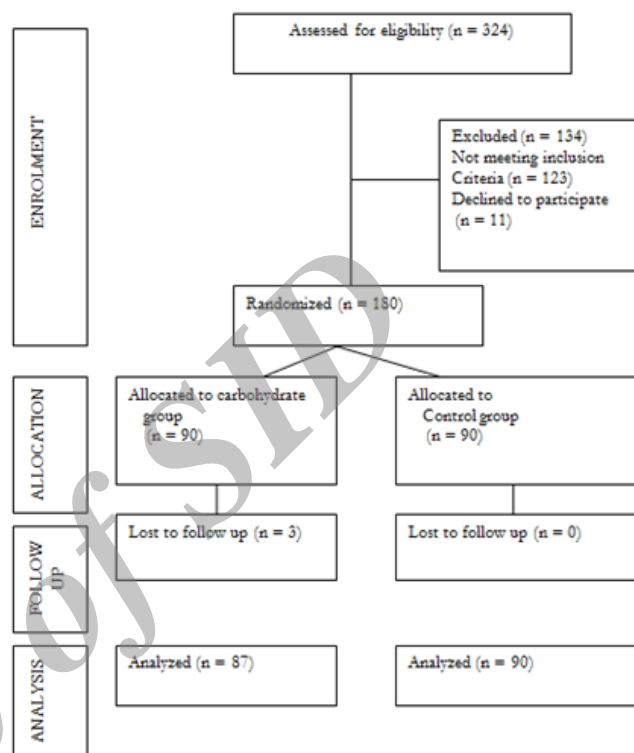 Assessed for eligibility (n = 324)
ENROLMENT
Excluded (n = 134)
Not meeting inclusion
Criteria (n = 123)
Declined to participate
(n = 11)
Randomized (n = 180)
ALLOCATION
Allocated to carbohydrate
group
(n = 90)
Allocated to
Control group
(n = 90)
FOLLOW
UP
Lost to follow up (n = 3)
Lost to follow up (n = 0)
ANALYSIS
Analyzed (n = 87)
Analyzed (n = 90)
of SID